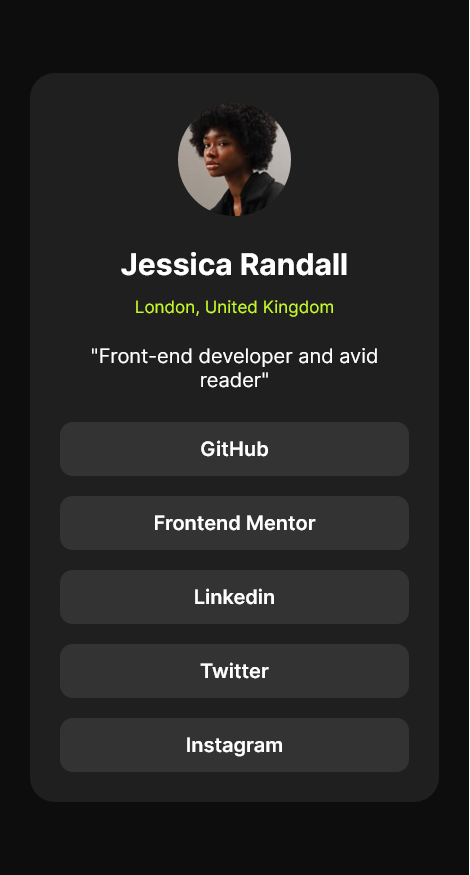 Jessica Randall
London, United Kingdom
"Front-end developer and avid
reader"
GitHub
Frontend Mentor
Linkedin
Twitter
Instagram